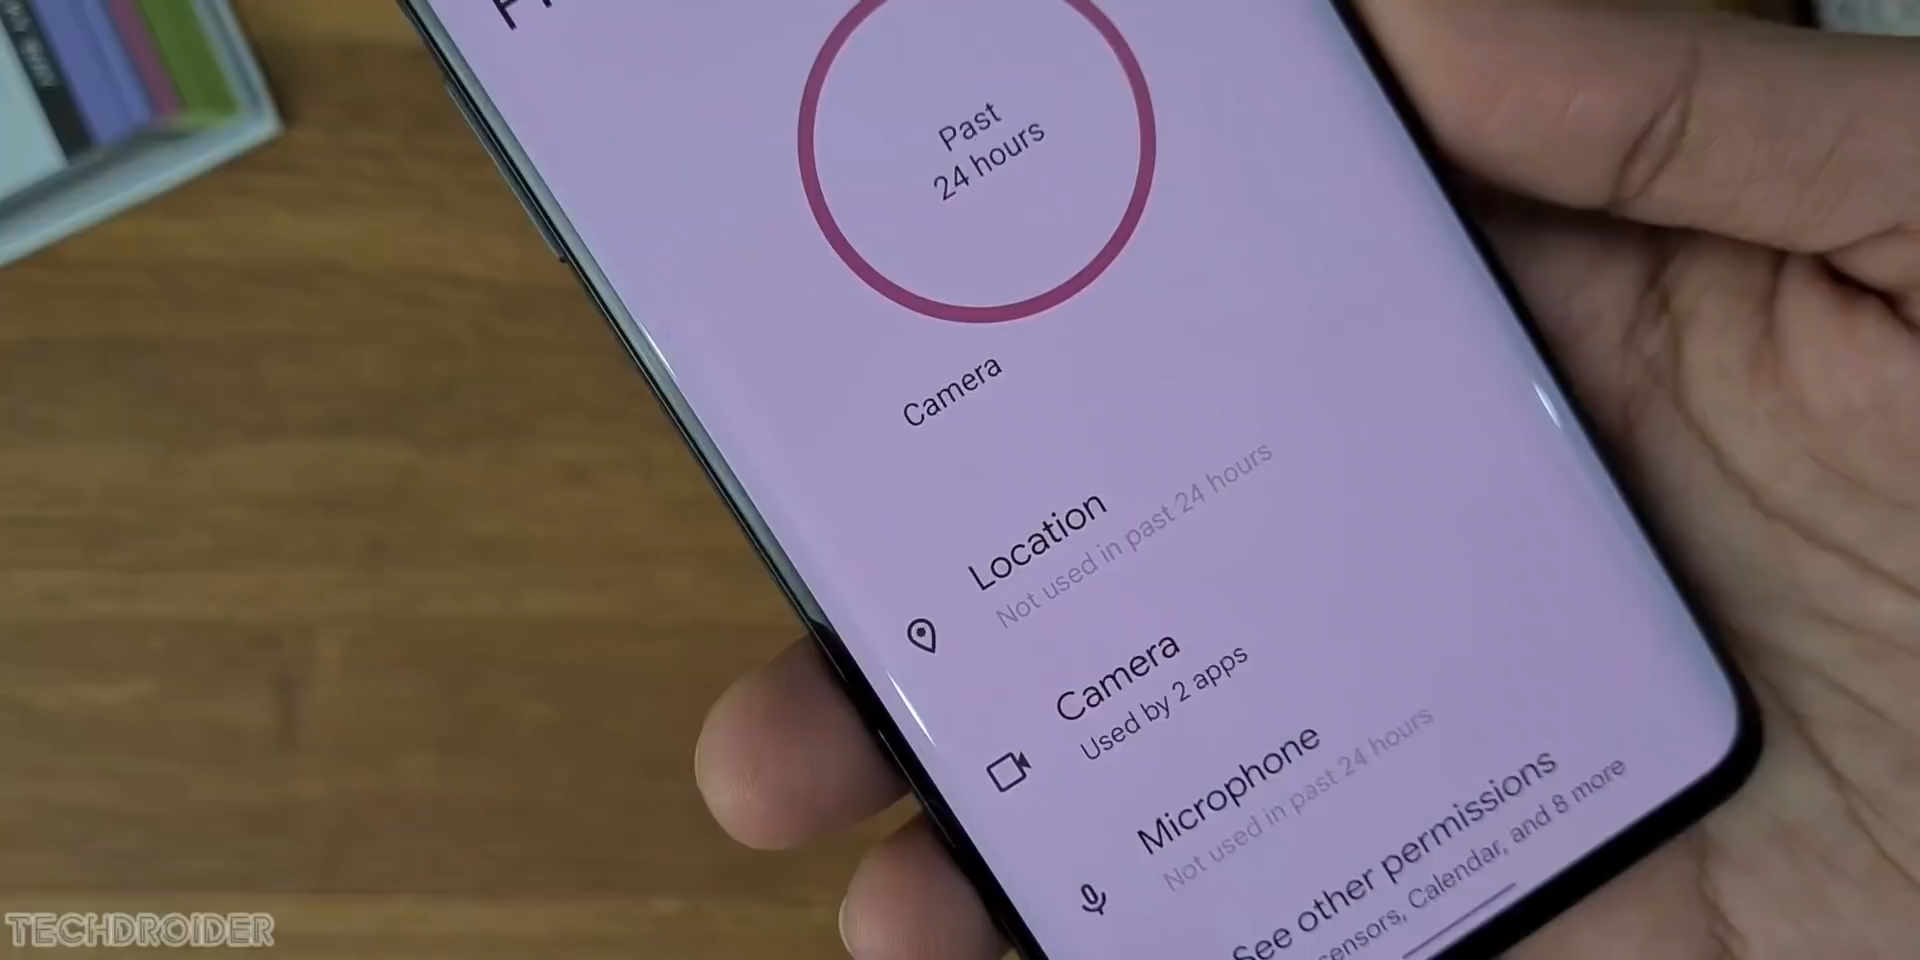 Past
24 hours
Camera
Location
Not used in past 24 hours
Camera
Used by 2 apps
Microphone
Not used in past 24 hours
See other permissions
sensors, Calendar, and 8 more
TECHDROIDER